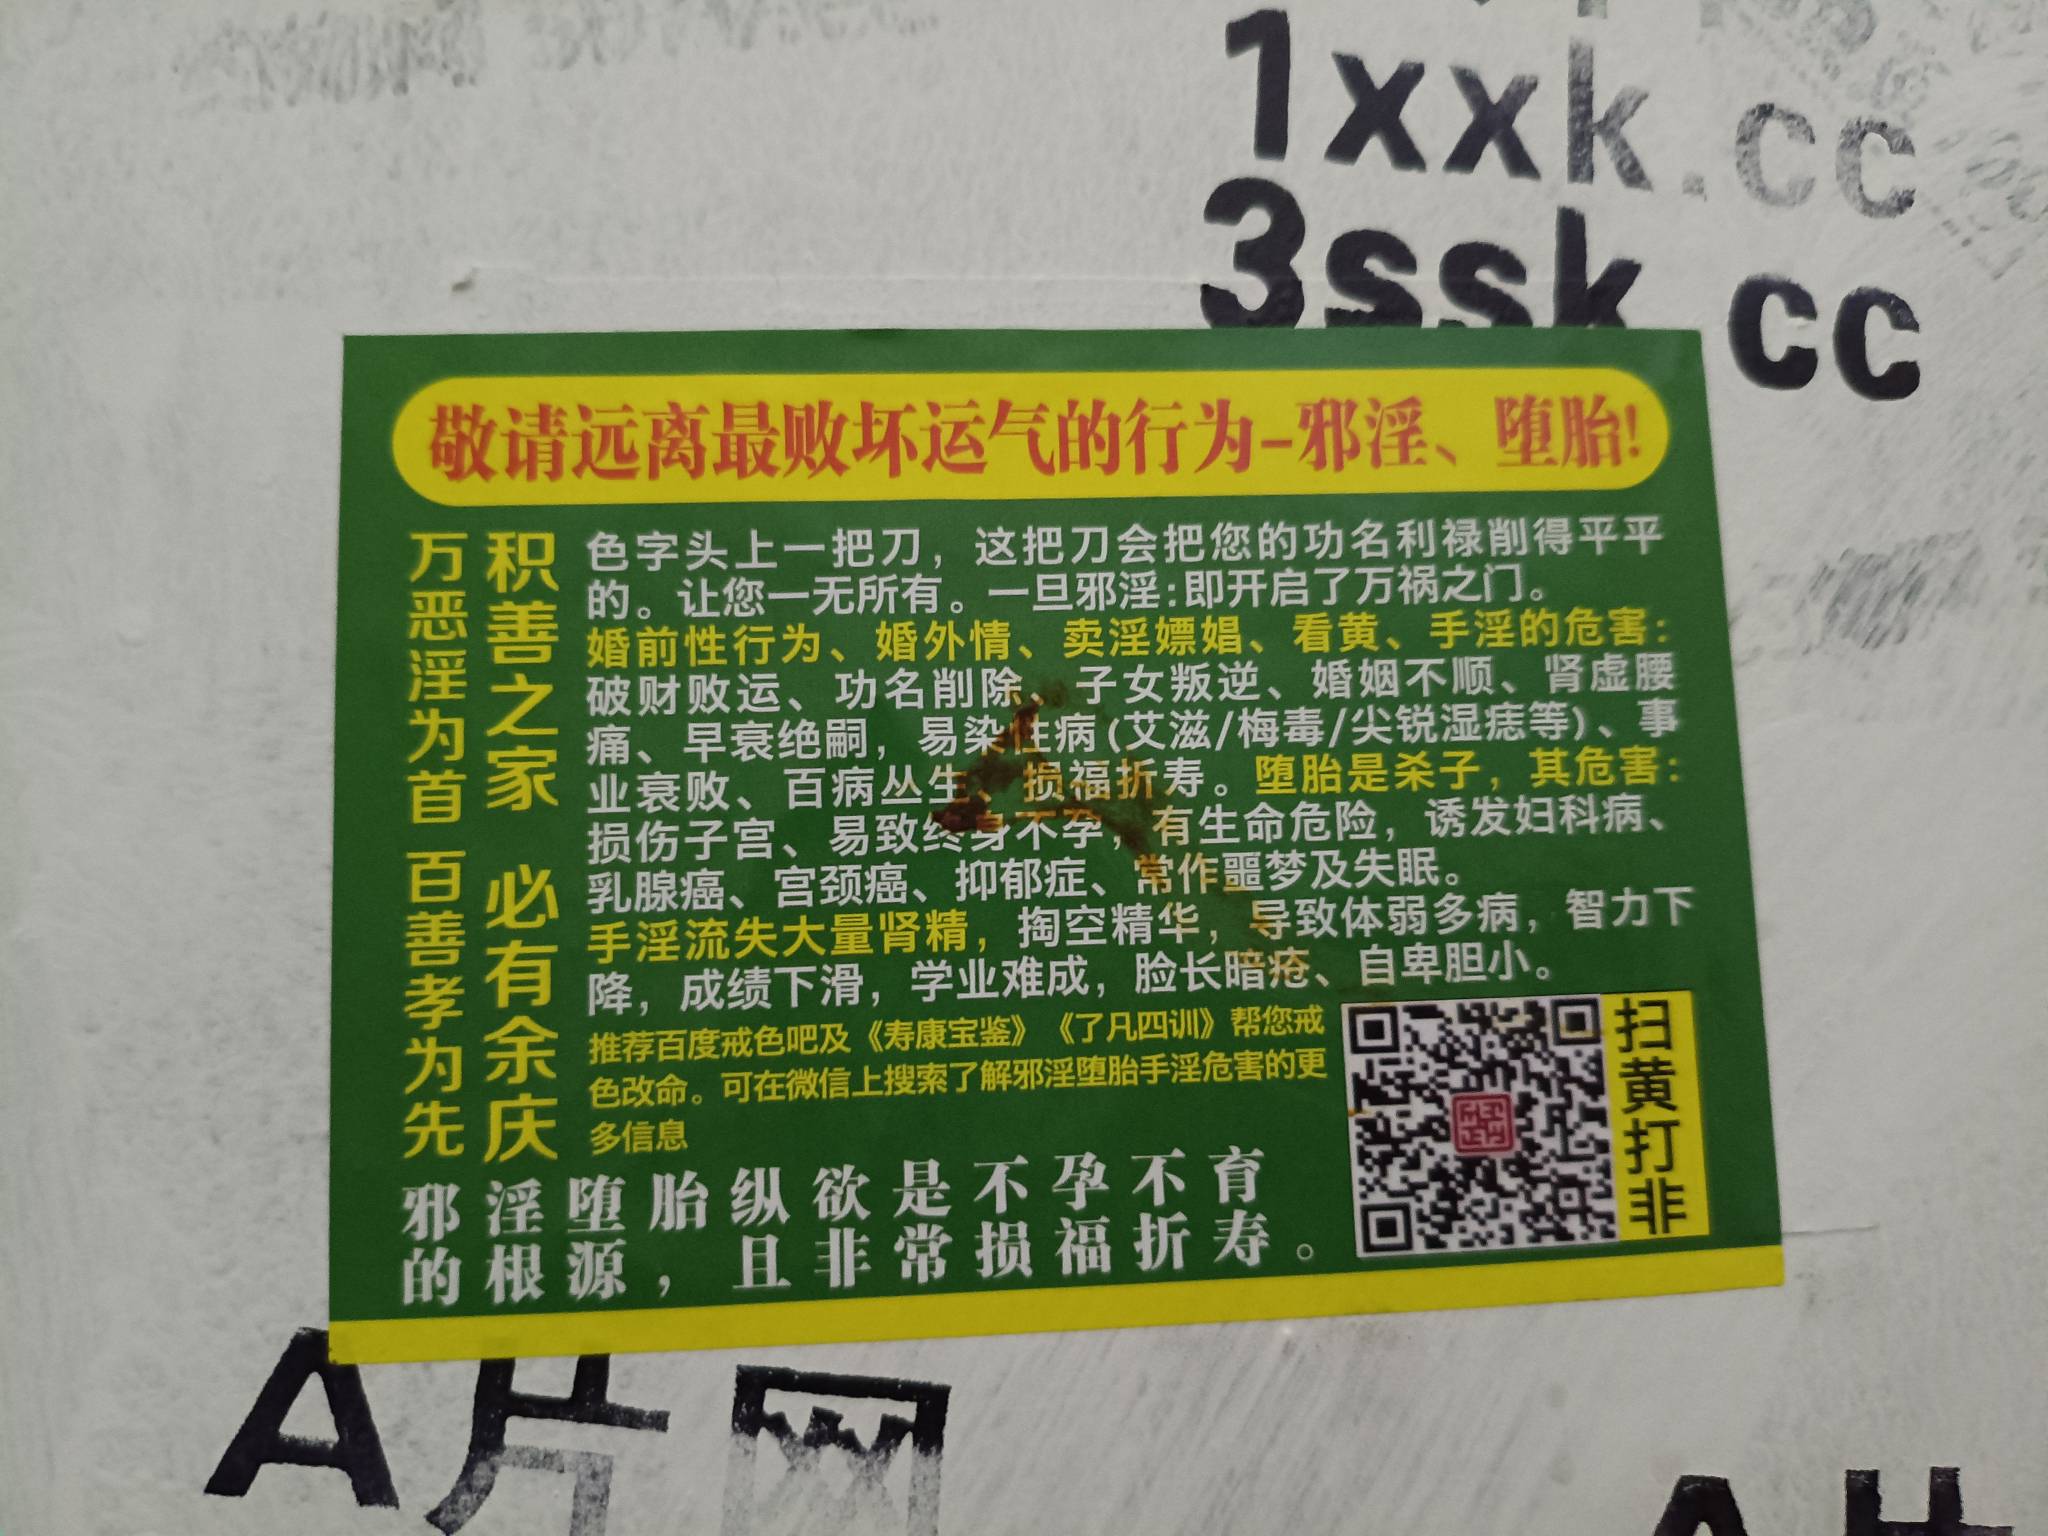 1xxk.cc
3ssk.cc
敬请远离最败坏运气的行为-邪淫、堕胎!
万恶淫为首 百善孝为先
积善之家 必有余庆
色字头上一把刀，这把刀会把您的功名利禄削得平平
的。让您一无所有。一旦邪淫:即开启了万祸之门。
婚前性行为、婚外情、卖淫嫖娼、看黄、手淫的危害:
破财败运、功名削除、子女叛逆、婚姻不顺、肾虚腰
痛、早衰绝嗣，易染性病(艾滋/梅毒/尖锐湿疣等)、事
业衰败、百病丛生、损福折寿。堕胎是杀子，其危害:
损伤子宫、易致终身不孕，有生命危险，诱发妇科病、
乳腺癌、宫颈癌、抑郁症、常作噩梦及失眠。
手淫流失大量肾精，掏空精华，导致体弱多病，智力下
降，成绩下滑，学业难成，脸长暗疮、自卑胆小。
推荐百度戒色吧及《寿康宝鉴》《了凡四训》帮您戒
色改命。可在微信上搜索了解邪淫堕胎手淫危害的更
多信息
扫黄打非
邪淫堕胎纵欲是不孕不育
的根源，且非常损福折寿。
A片网